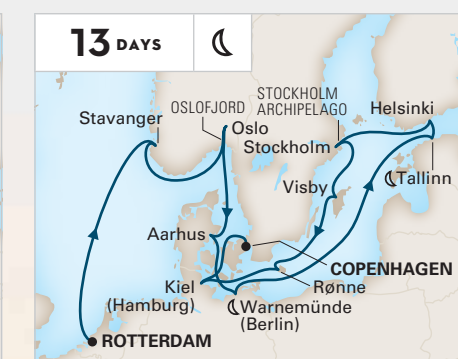 13 DAYS
STOCKHOLM
ARCHIPELAGO
OSLOFJORD
Helsinki
Stavanger
Oslo
Stockholm
Tallinn
Visby
Aarhus
COPENHAGEN
Kiel
(Hamburg)
Rønne
Warnemünde
(Berlin)
ROTTERDAM